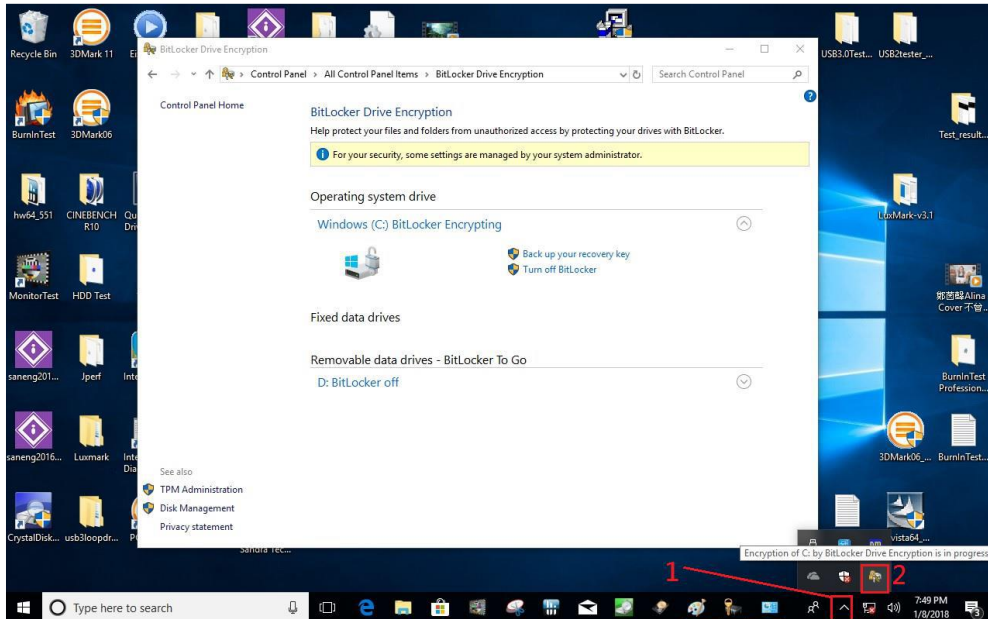 Recycle Bin
3DMark 11
USB3.0Test...
USB2tester_...
BitLocker Drive Encryption
Control Panel > All Control Panel Items > BitLocker Drive Encryption
Search Control Panel
Control Panel Home
BitLocker Drive Encryption
Help protect your files and folders from unauthorized access by protecting your drives with BitLocker.
For your security, some settings are managed by your system administrator.
Operating system drive
Windows (C:) BitLocker Encrypting
Back up your recovery key
Turn off BitLocker
Fixed data drives
Removable data drives - BitLocker To Go
D: BitLocker off
See also
TPM Administration
Disk Management
Privacy statement
BurnInTest
3DMark06
Test_result...
hw64_551
CINEBENCH
R10
LuxMark-v3.1
MonitorTest
HDD Test
Cover 不曾...
saneng201...
Jperf
BurnInTest
Profession...
saneng2016...
Luxmark
3DMark06_...
BurnInTest...
CrystalDisk...
usb3loopdr...
vista64_...
Encryption of C: by BitLocker Drive Encryption is in progress
1
2
Type here to search
7:49 PM
1/8/2018
3